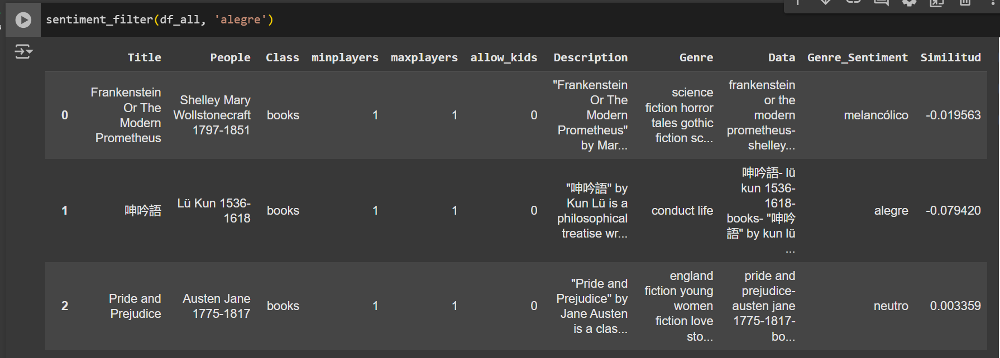 sentiment_filter(df_all, 'alegre')
Title People Class minplayers maxplayers allow_kids Description Genre Data Genre_Sentiment Similitud
0
Frankenstein
Or The
Modern
Prometheus
Shelley Mary
Wollstonecraft
1797-1851
books
1
1
0
"Frankenstein
Or The
Modern
Prometheus"
by Mar...
science
fiction horror
tales gothic
fiction sc...
frankenstein
or the
modern
prometheus-
shelley...
melancólico
-0.019563
1
呻吟語
Lü Kun 1536-
1618
books
1
1
0
"呻吟語" by
Kun Lü is a
philosophical
treatise wr...
conduct life
呻吟語- lü
kun 1536-
1618-
books- "呻吟
語" by kun lü
...
alegre
-0.079420
2
Pride and
Prejudice
Austen Jane
1775-1817
books
1
1
0
"Pride and
Prejudice" by
Jane Austen
is a clas...
england
fiction young
women
fiction love
sto...
pride and
prejudice-
austen jane
1775-1817-
bo...
neutro
0.003359